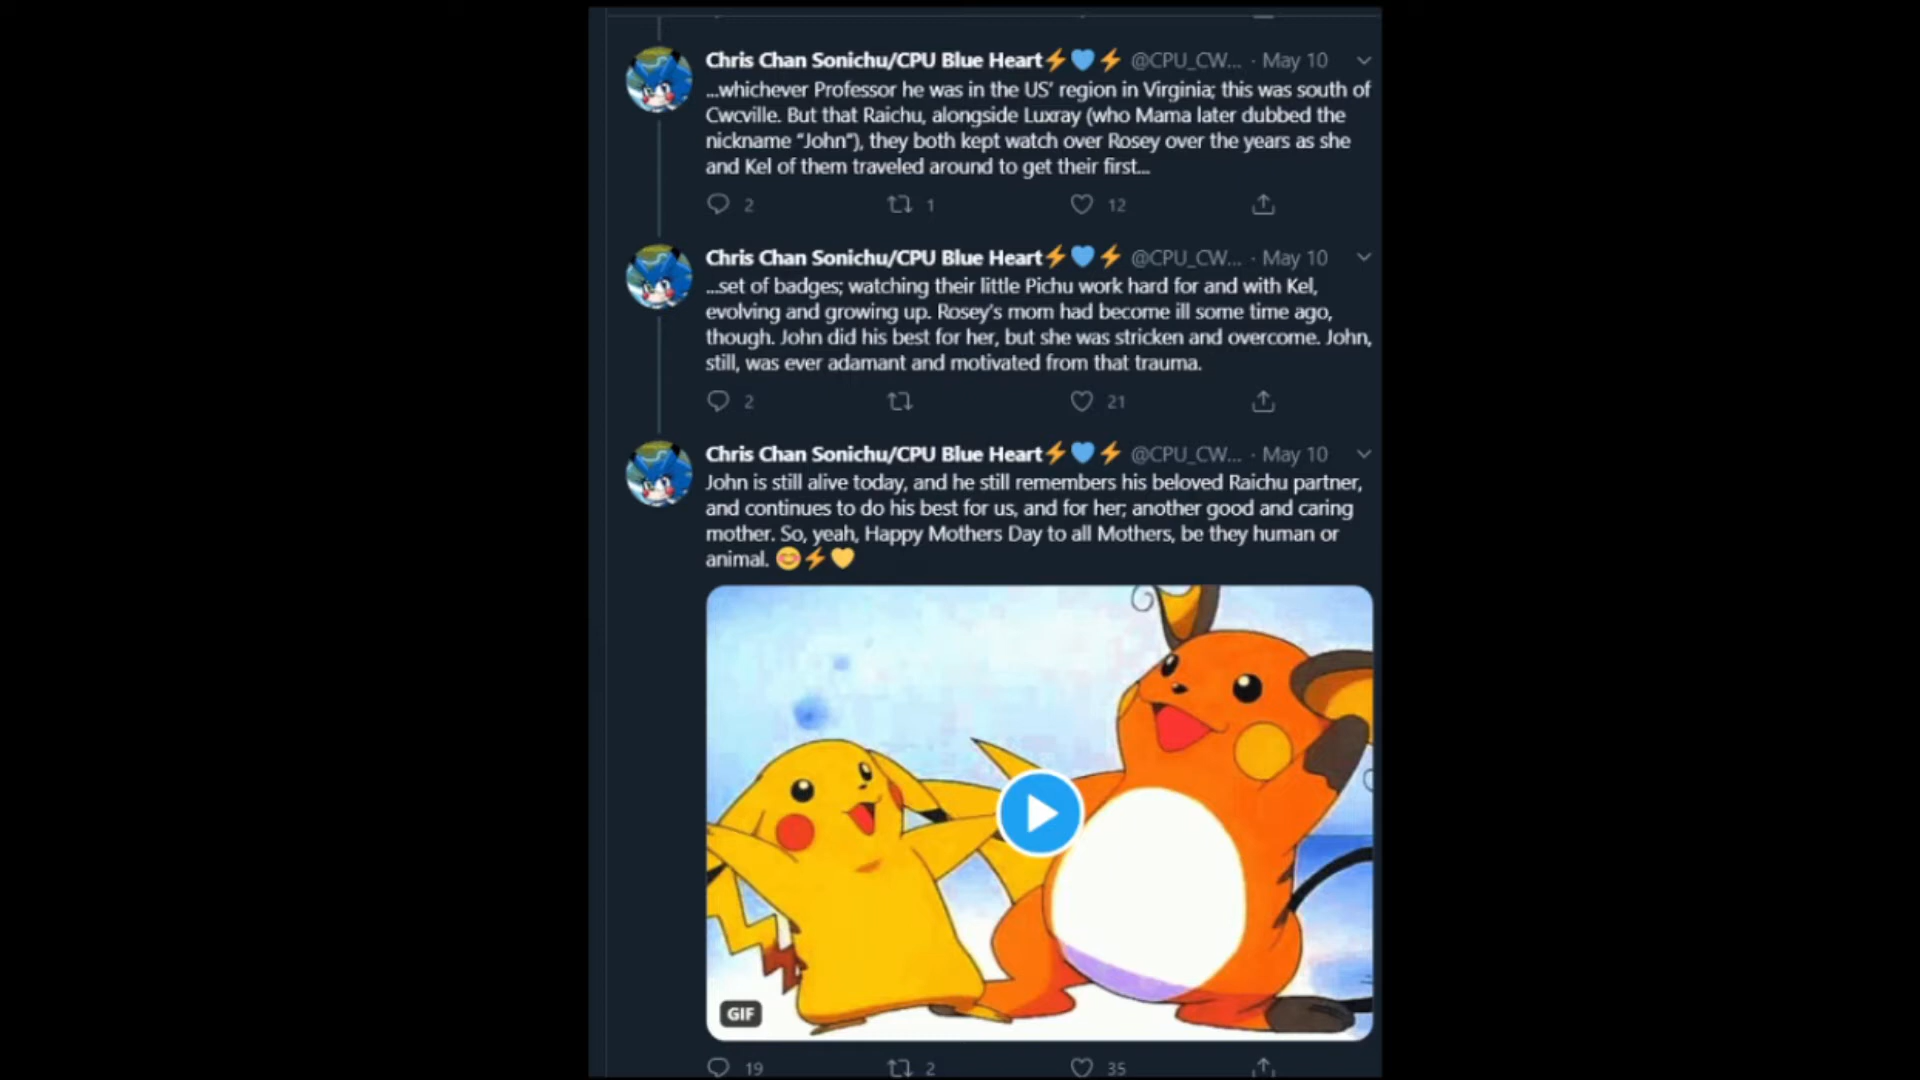 Chris Chan Sonichu/CPU Blue Heart⚡💙⚡ @CPU_CW... · May 10
...whichever Professor he was in the US' region in Virginia; this was south of
Cwcville. But that Raichu, alongside Luxray (who Mama later dubbed the
nickname "John"), they both kept watch over Rosey over the years as she
and Kel of them traveled around to get their first...
2 1 12
Chris Chan Sonichu/CPU Blue Heart⚡💙⚡ @CPU_CW... · May 10
...set of badges; watching their little Pichu work hard for and with Kel,
evolving and growing up. Rosey's mom had become ill some time ago,
though. John did his best for her, but she was stricken and overcome. John,
still, was ever adamant and motivated from that trauma.
2 21
Chris Chan Sonichu/CPU Blue Heart⚡💙⚡ @CPU_CW... · May 10
John is still alive today, and he still remembers his beloved Raichu partner,
and continues to do his best for us, and for her; another good and caring
mother. So, yeah, Happy Mothers Day to all Mothers, be they human or
animal. 😊⚡💛
GIF
19 2 35